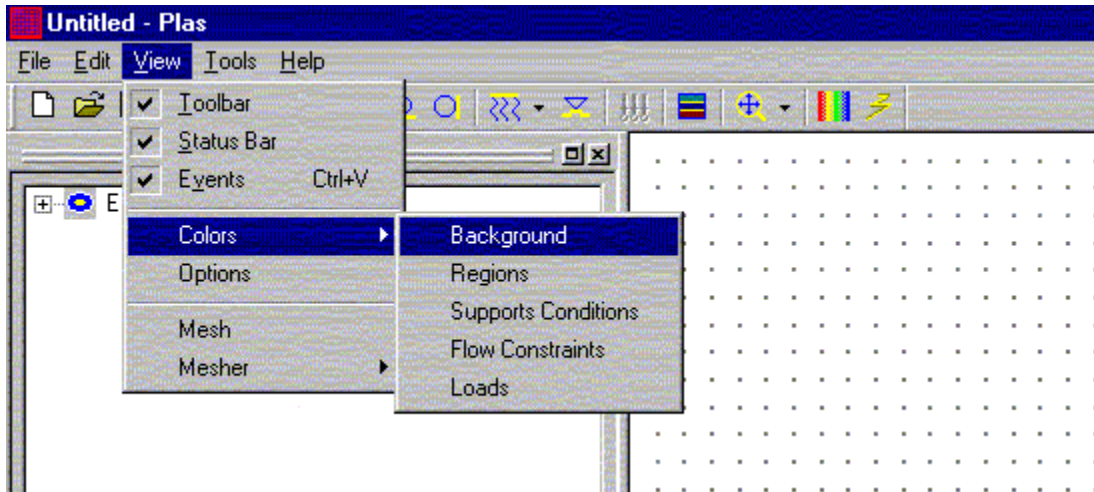 Untitled - Plas
File Edit View Tools Help
Toolbar
Status Bar
Events Ctrl+V
E
Colors
Background
Options
Regions
Supports Conditions
Mesh
Flow Constraints
Mesher
Loads